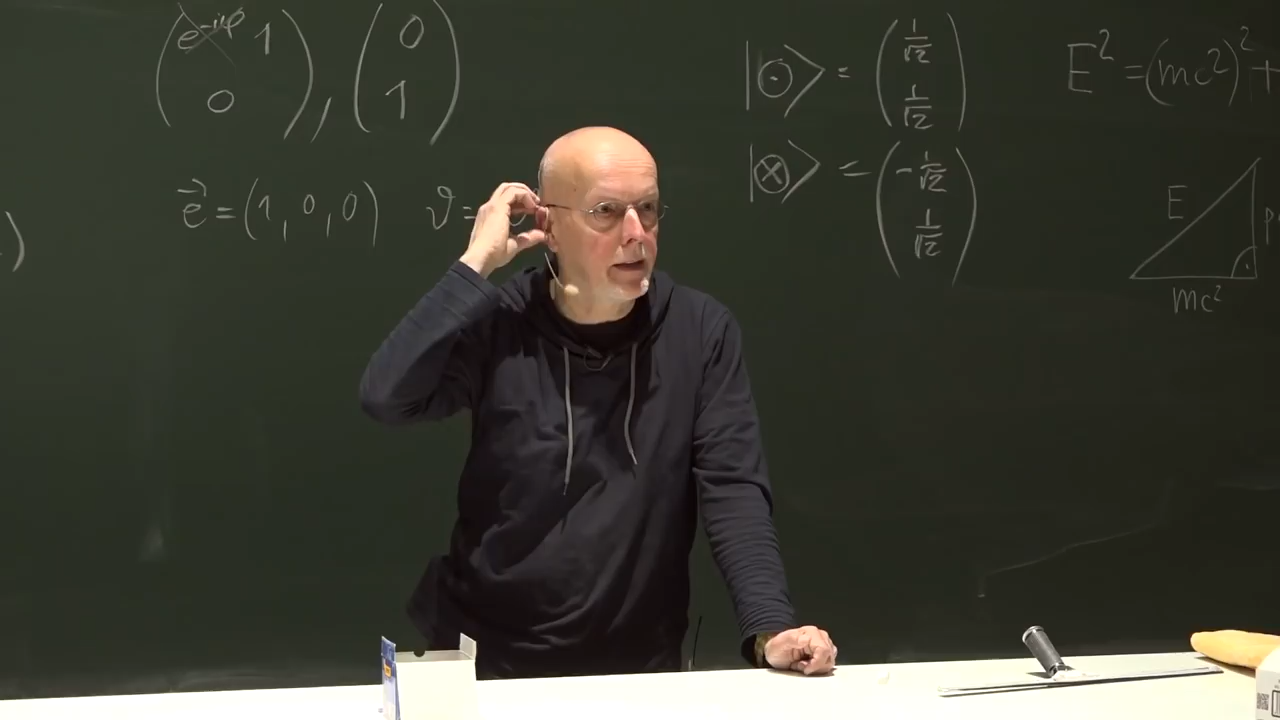 (e^{-iφ} 1
0), (0
1)
e⃗ = (1, 0, 0) ϑ =
|⊙⟩ = (1/√2
1/√2)
|⊗⟩ = (-1/√2
1/√2)
E² = (mc²)² +
E
mc²